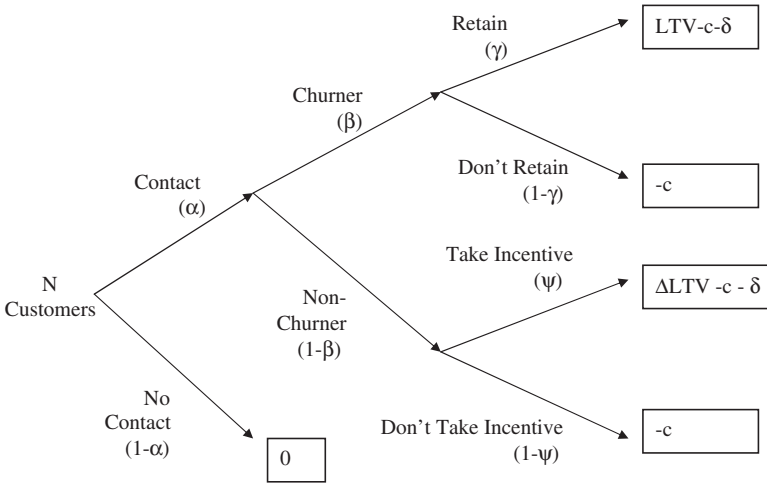 Retain
(γ)
LTV-c-δ
Churner
(β)
Don't Retain
(1-γ)
-c
Contact
(α)
N
Customers
Take Incentive
(ψ)
ΔLTV -c - δ
Non-
Churner
(1-β)
No
Contact
(1-α)
0
Don't Take Incentive
(1-ψ)
-c